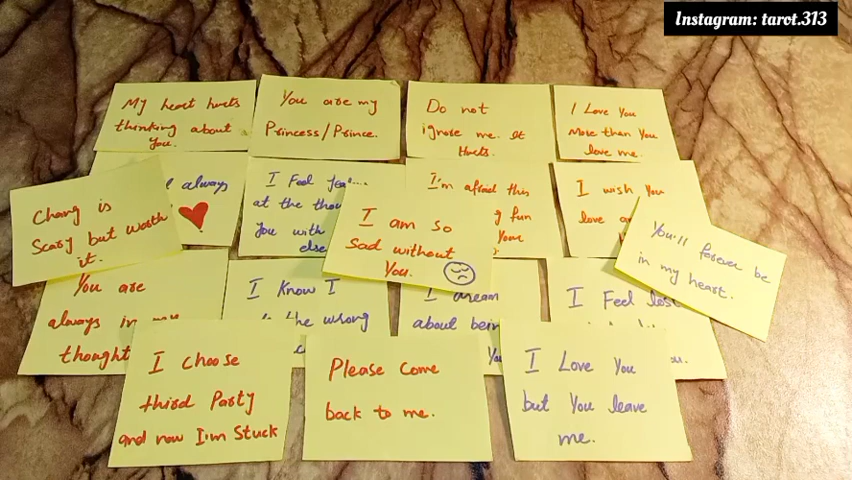 Instagram: tarot.313
My heart hurts
thinking about
you.
You are my
Princess/Prince.
Do not
ignore me. It
Hurts.
I Love You
More than You
love me.
always
Chang is
Scary but worth
it.
I Feel
at the
You with
else
I am so
Sad without
You.
I'm afraid this
fun
I wish You
love
You'll forever be
in my heart.
You are
always in my
I Know I
the wrong
I dream
about
I Feel
I choose
third Party
and now I'm Stuck
Please Come
back to me.
I Love You
but You leave
me.